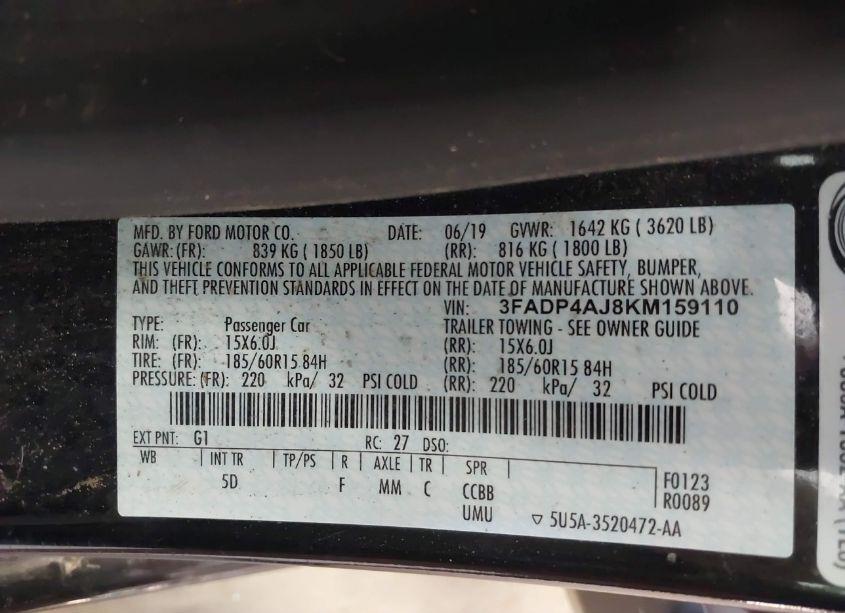 MFD. BY FORD MOTOR CO. DATE: 06/19 GVWR: 1642 KG ( 3620 LB)
GAWR: (FR): 839 KG ( 1850 LB) (RR): 816 KG ( 1800 LB)
THIS VEHICLE CONFORMS TO ALL APPLICABLE FEDERAL MOTOR VEHICLE SAFETY, BUMPER,
AND THEFT PREVENTION STANDARDS IN EFFECT ON THE DATE OF MANUFACTURE SHOWN ABOVE.
VIN: 3FADP4AJ8KM159110
TYPE: Passenger Car TRAILER TOWING - SEE OWNER GUIDE
RIM: (FR): 15X6.0J (RR): 15X6.0J
TIRE: (FR): 185/60R15 84H (RR): 185/60R15 84H
PRESSURE: (FR): 220 kPa/ 32 PSI COLD (RR): 220 kPa/ 32 PSI COLD
EXT PNT: G1 RC: 27 DSO:
WB INT TR TP/PS R AXLE TR SPR
5D F MM C CCBB
UMU
F0123
R0089
5U5A-3520472-AA